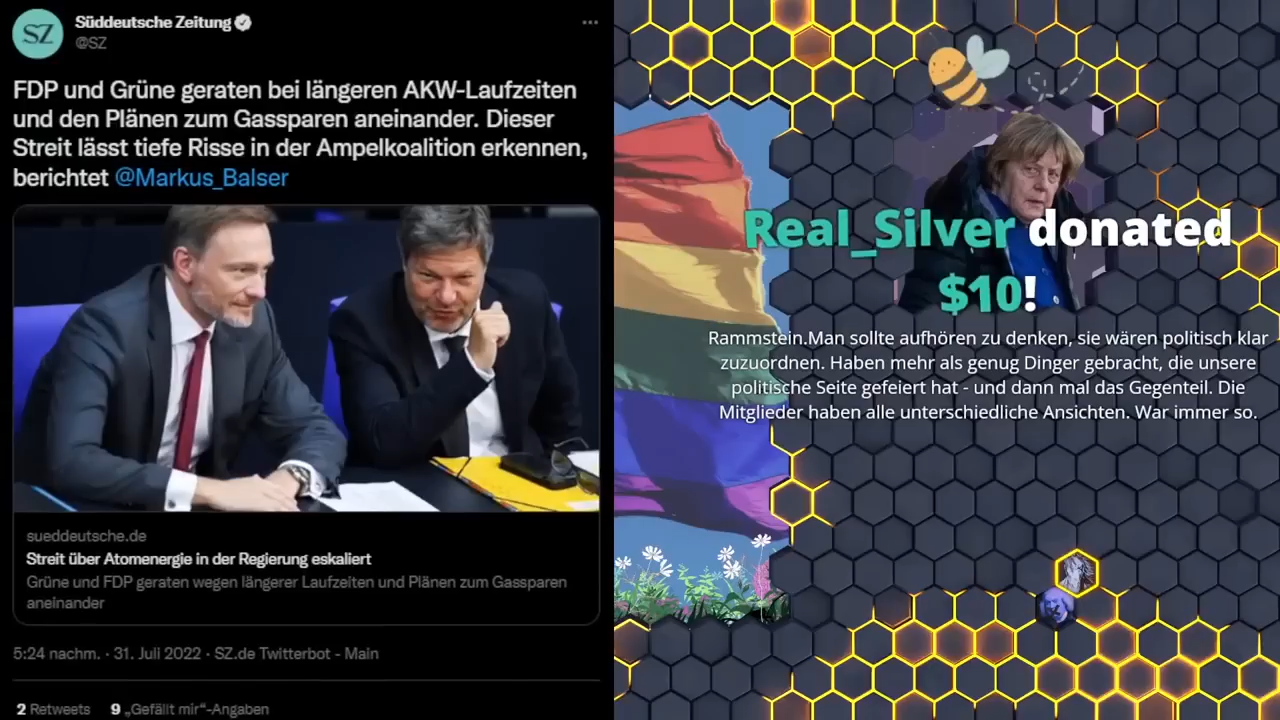 SZ
Süddeutsche Zeitung
@SZ
FDP und Grüne geraten bei längeren AKW-Laufzeiten
und den Plänen zum Gassparen aneinander. Dieser
Streit lässt tiefe Risse in der Ampelkoalition erkennen,
berichtet @Markus_Balser
sueddeutsche.de
Streit über Atomenergie in der Regierung eskaliert
Grüne und FDP geraten wegen längerer Laufzeiten und Plänen zum Gassparen
aneinander
5:24 nachm. · 31. Juli 2022 · SZ.de Twitterbot - Main
2 Retweets 9 „Gefällt mir“-Angaben
Real_Silver donated
$10!
Rammstein.Man sollte aufhören zu denken, sie wären politisch klar
zuzuordnen. Haben mehr als genug Dinger gebracht, die unsere
politische Seite gefeiert hat - und dann mal das Gegenteil. Die
Mitglieder haben alle unterschiedliche Ansichten. War immer so.